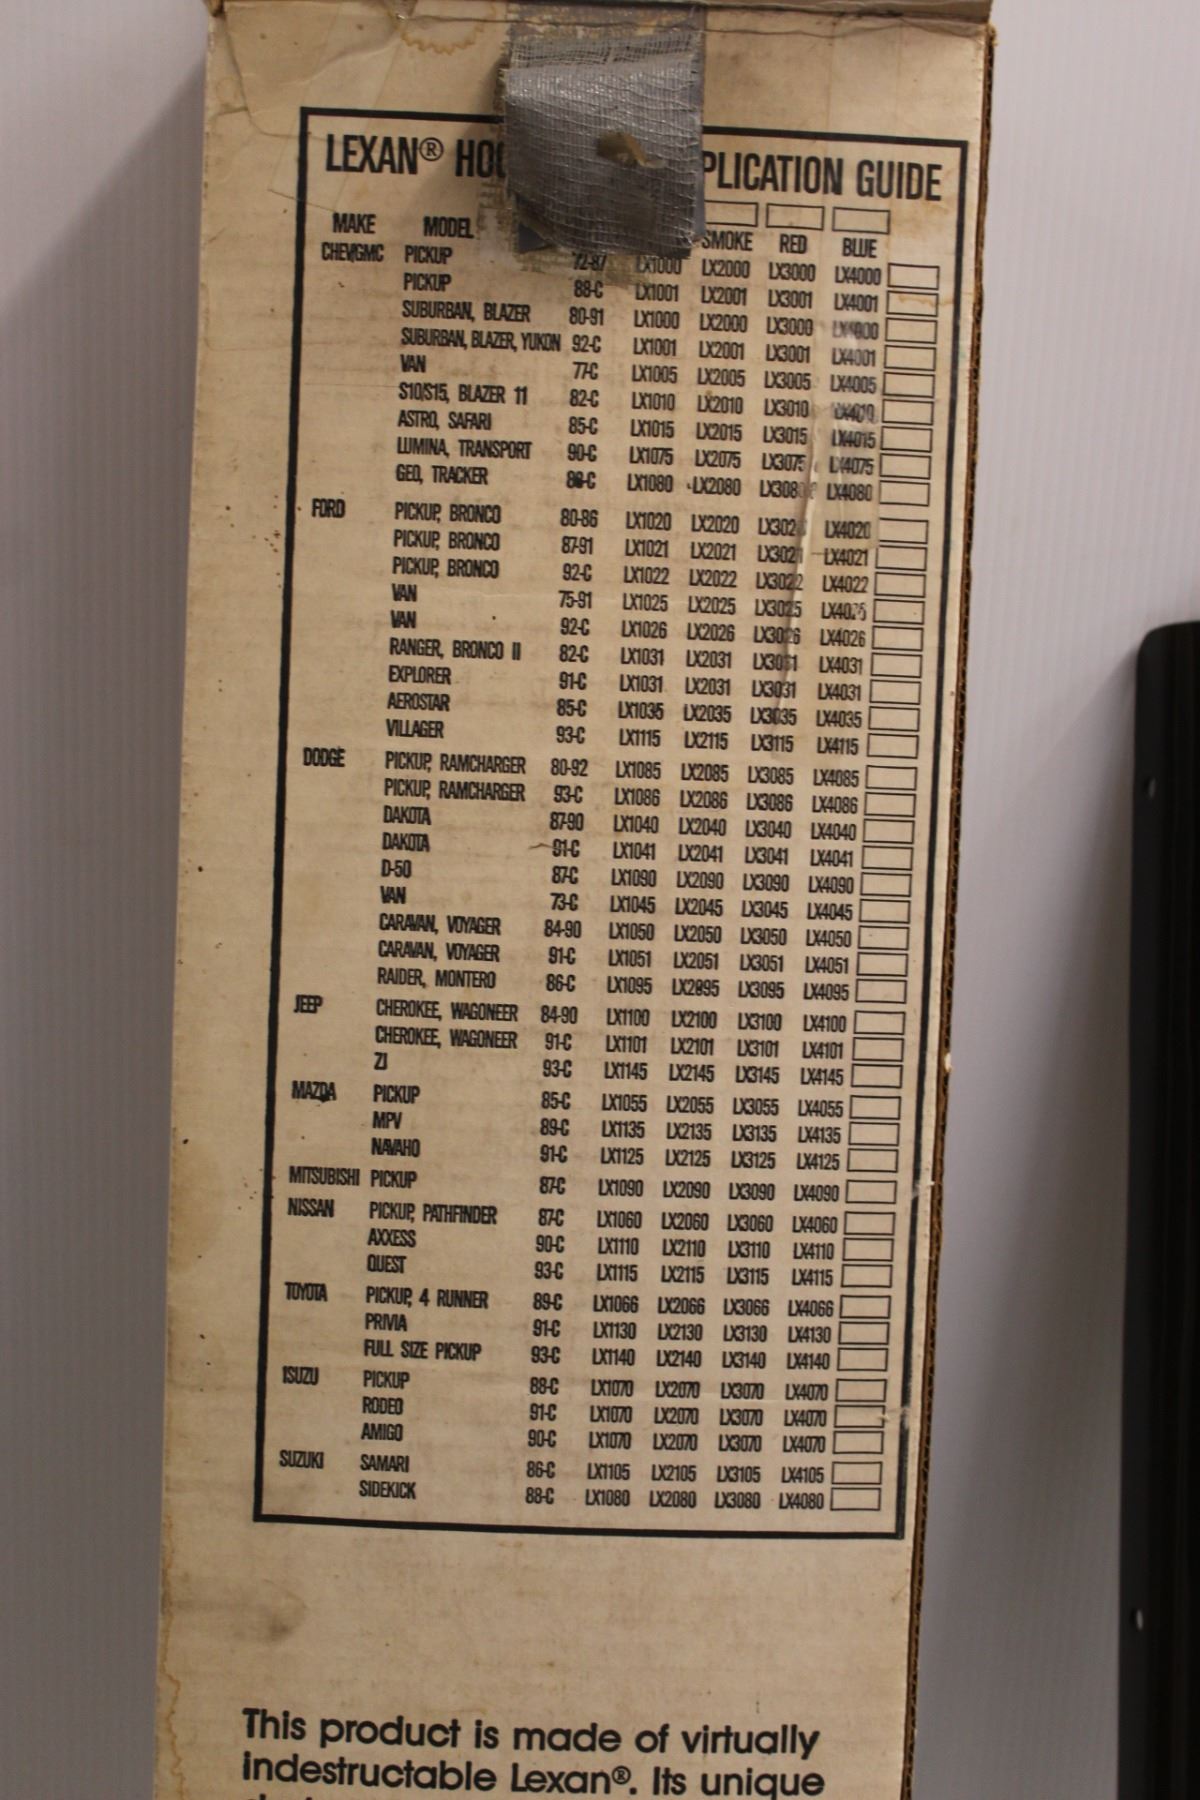 LEXAN® GUIDE
MAKE MODEL SMOKE RED BLUE
CHEV/GMC PICKUP 72-87 LX1000 LX2000 LX3000 LX4000
PICKUP 88-C LX1001 LX2001 LX3001 LX4001
SUBURBAN, BLAZER 80-91 LX1000 LX2000 LX3000 LX4000
SUBURBAN, BLAZER, YUKON 92-C LX1001 LX2001 LX3001 LX4001
VAN 77-C LX1005 LX2005 LX3005 LX4005
S10/S15, BLAZER 11 82-C LX1010 LX2010 LX3010 LX4010
ASTRO, SAFARI 85-C LX1015 LX2015 LX3015 LX4015
LUMINA, TRANSPORT 90-C LX1075 LX2075 LX3075 LX4075
GEO, TRACKER 86-C LX1080 LX2080 LX3080 LX4080
FORD PICKUP, BRONCO 80-86 LX1020 LX2020 LX3020 LX4020
PICKUP, BRONCO 87-91 LX1021 LX2021 LX3021 LX4021
PICKUP, BRONCO 92-C LX1022 LX2022 LX3022 LX4022
VAN 75-91 LX1025 LX2025 LX3025 LX4025
VAN 92-C LX1026 LX2026 LX3026 LX4026
RANGER, BRONCO II 82-C LX1031 LX2031 LX3031 LX4031
EXPLORER 91-C LX1031 LX2031 LX3031 LX4031
AEROSTAR 85-C LX1035 LX2035 LX3035 LX4035
VILLAGER 93-C LX1115 LX2115 LX3115 LX4115
DODGE PICKUP, RAMCHARGER 80-92 LX1085 LX2085 LX3085 LX4085
PICKUP, RAMCHARGER 93-C LX1086 LX2086 LX3086 LX4086
DAKOTA 87-90 LX1040 LX2040 LX3040 LX4040
DAKOTA 91-C LX1041 LX2041 LX3041 LX4041
D-50 87-C LX1090 LX2090 LX3090 LX4090
VAN 73-C LX1045 LX2045 LX3045 LX4045
CARAVAN, VOYAGER 84-90 LX1050 LX2050 LX3050 LX4050
CARAVAN, VOYAGER 91-C LX1051 LX2051 LX3051 LX4051
RAIDER, MONTERO 86-C LX1095 LX2095 LX3095 LX4095
JEEP CHEROKEE, WAGONEER 84-90 LX1100 LX2100 LX3100 LX4100
CHEROKEE, WAGONEER 91-C LX1101 LX2101 LX3101 LX4101
ZJ 93-C LX1145 LX2145 LX3145 LX4145
MAZDA PICKUP 85-C LX1055 LX2055 LX3055 LX4055
MPV 89-C LX1135 LX2135 LX3135 LX4135
NAVAHO 91-C LX1125 LX2125 LX3125 LX4125
MITSUBISHI PICKUP 87-C LX1090 LX2090 LX3090 LX4090
NISSAN PICKUP, PATHFINDER 87-C LX1060 LX2060 LX3060 LX4060
AXXESS 90-C LX1110 LX2110 LX3110 LX4110
QUEST 93-C LX1115 LX2115 LX3115 LX4115
TOYOTA PICKUP, 4 RUNNER 89-C LX1066 LX2066 LX3066 LX4066
PRIVIA 91-C LX1130 LX2130 LX3130 LX4130
FULL SIZE PICKUP 93-C LX1140 LX2140 LX3140 LX4140
ISUZU PICKUP 88-C LX1070 LX2070 LX3070 LX4070
RODEO 91-C LX1070 LX2070 LX3070 LX4070
AMIGO 90-C LX1070 LX2070 LX3070 LX4070
SUZUKI SAMARI 86-C LX1105 LX2105 LX3105 LX4105
SIDEKICK 88-C LX1080 LX2080 LX3080 LX4080
This product is made of virtually
indestructable Lexan®. Its unique